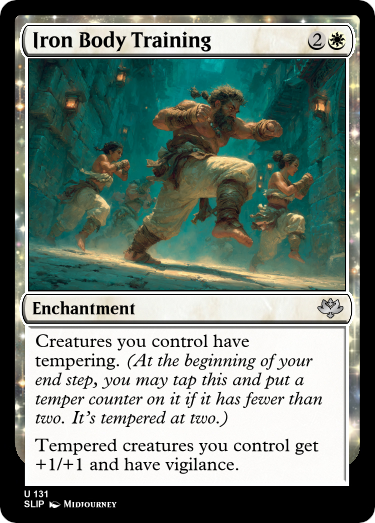 Iron Body Training 2
Enchantment
Creatures you control have
tempering. (At the beginning of your
end step, you may tap this and put a
temper counter on it if it has fewer than
two. It's tempered at two.)
Tempered creatures you control get
+1/+1 and have vigilance.
U 131
SLIP Midjourney